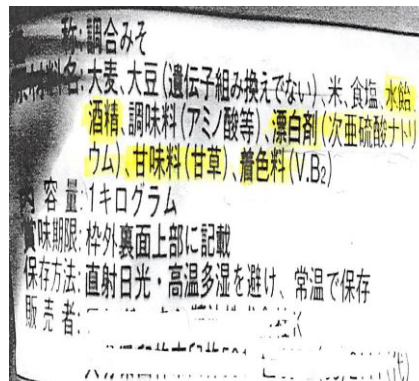 称:調合みそ
原材料名:大麦、大豆(遺伝子組み換えでない)、米、食塩、水飴
酒精、調味料(アミノ酸等)、漂白剤(次亜硫酸ナトリ
ウム)、甘味料(甘草)、着色料(V.B₂)
内容量:1キログラム
賞味期限:枠外裏面上部に記載
保存方法:直射日光・高温多湿を避け、常温で保存
販売者: